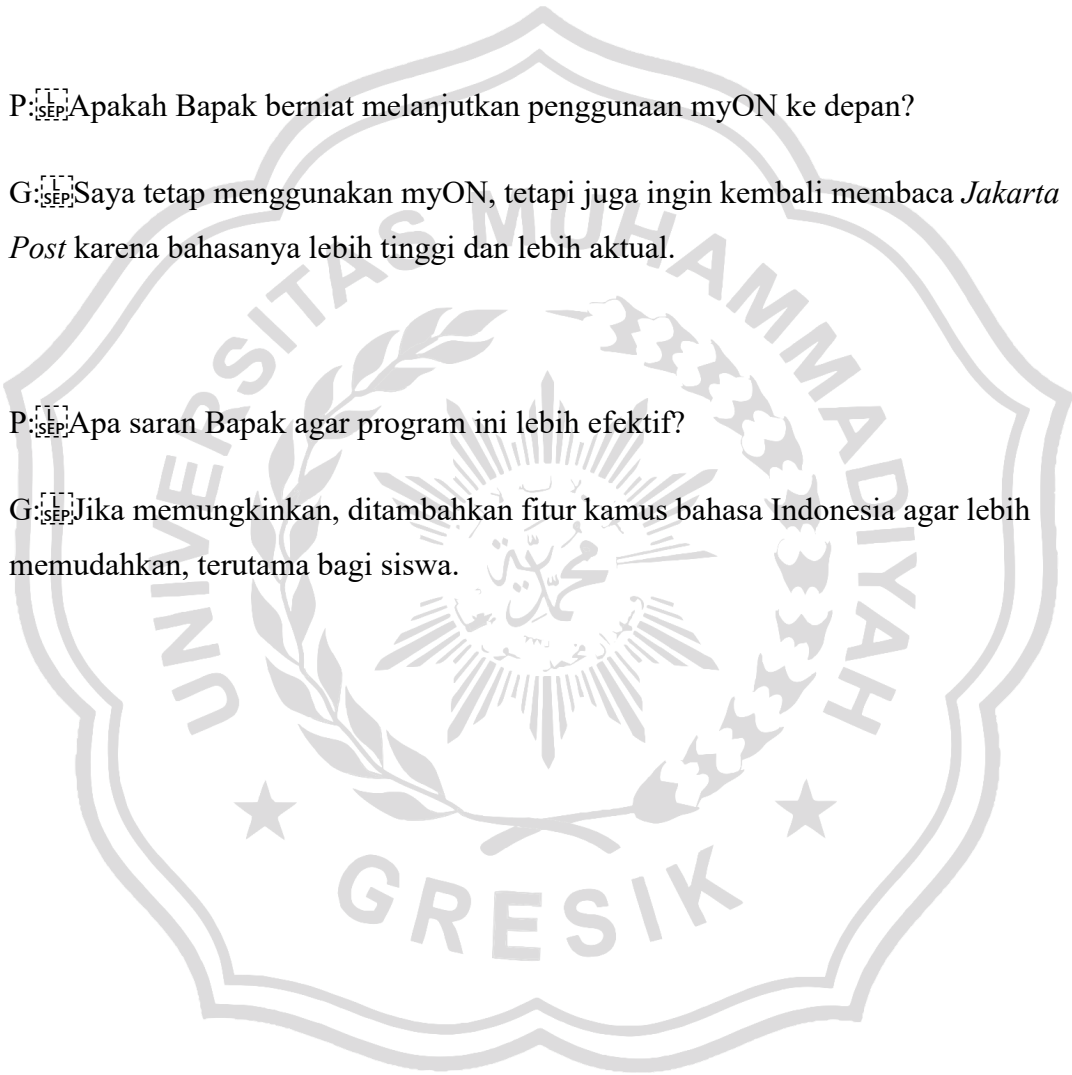 P:Apakah Bapak berniat melanjutkan penggunaan myON ke depan?
G:Saya tetap menggunakan myON, tetapi juga ingin kembali membaca Jakarta
Post karena bahasanya lebih tinggi dan lebih aktual.
P:Apa saran Bapak agar program ini lebih efektif?
G:Jika memungkinkan, ditambahkan fitur kamus bahasa Indonesia agar lebih
memudahkan, terutama bagi siswa.
UNIVERSITAS MUHAMMADIYAH
GRESIK